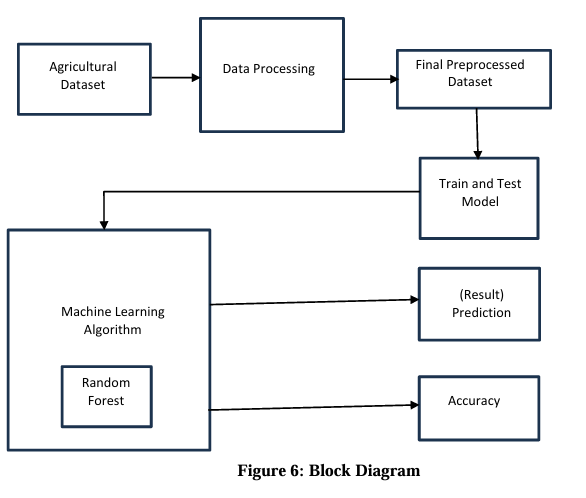 Agricultural
Dataset
Data Processing
Final Preprocessed
Dataset
Train and Test
Model
Machine Learning
Algorithm
Random
Forest
(Result)
Prediction
Accuracy
Figure 6: Block Diagram